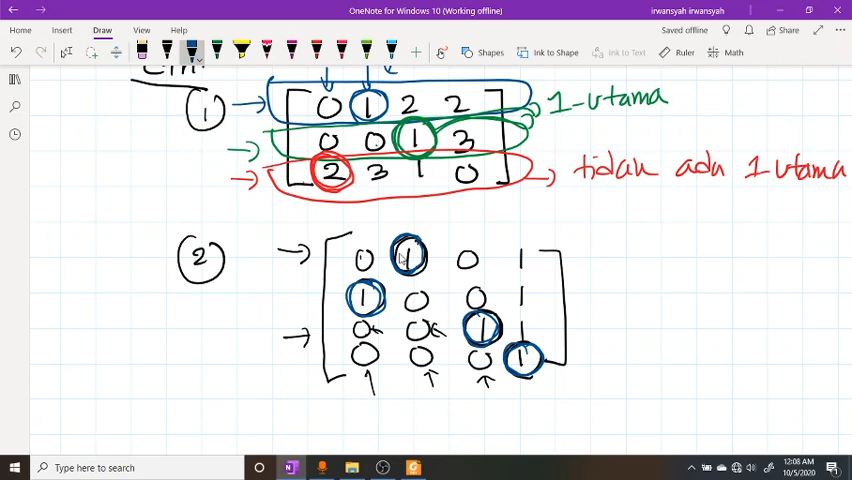 OneNote for Windows 10 (Working offline)
irwansyah irwansyah
Home Insert Draw View Help
Saved offline Share
Shapes Ink to Shape Ink to Text Ruler Math
1 0 1 2 2 1-utama
0 0 1 3
2 3 1 0 tidak ada 1-utama
2 0 1 0 1
1 0 0 1
0 0 1 1
0 0 0 1
Type here to search
12:08 AM
10/5/2020